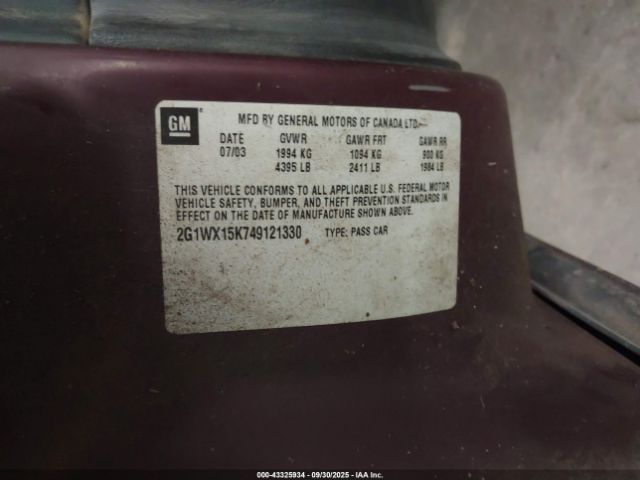 GM
MFD BY GENERAL MOTORS OF CANADA LTD.
DATE GVWR GAWR FRT GAWR RR
07/03 1994 KG 1094 KG 900 KG
4395 LB 2411 LB 1984 LB
THIS VEHICLE CONFORMS TO ALL APPLICABLE U.S. FEDERAL MOTOR
VEHICLE SAFETY, BUMPER, AND THEFT PREVENTION STANDARDS IN
EFFECT ON THE DATE OF MANUFACTURE SHOWN ABOVE.
2G1WX15K749121330 TYPE: PASS CAR
000-43325934 - 09/30/2025 - IAA Inc.